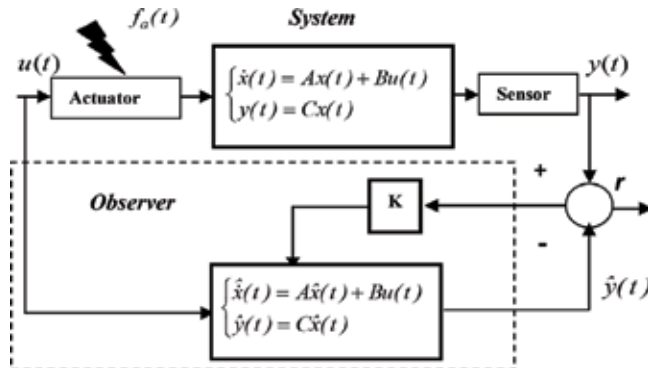 f_a(t)
System
u(t)
Actuator
ẋ(t) = Ax(t) + Bu(t)
y(t) = Cx(t)
Sensor
y(t)
Observer
K
+
r
-
x̂̇(t) = Ax̂(t) + Bu(t)
ŷ(t) = Cx̂(t)
ŷ(t)